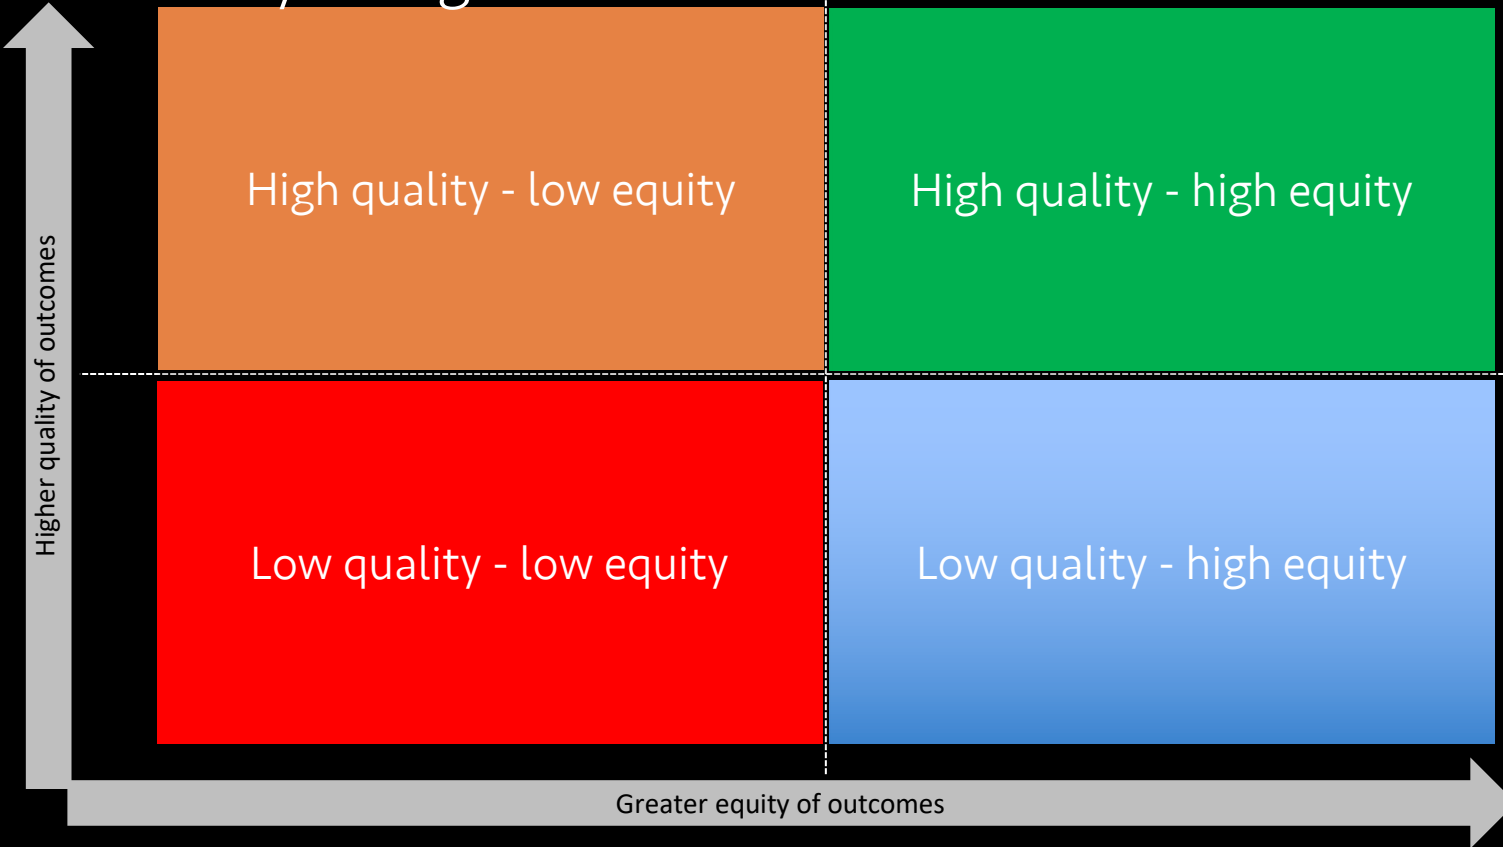 High quality - low equity
High quality - high equity
Higher quality of outcomes
Low quality - low equity
Low quality - high equity
Greater equity of outcomes